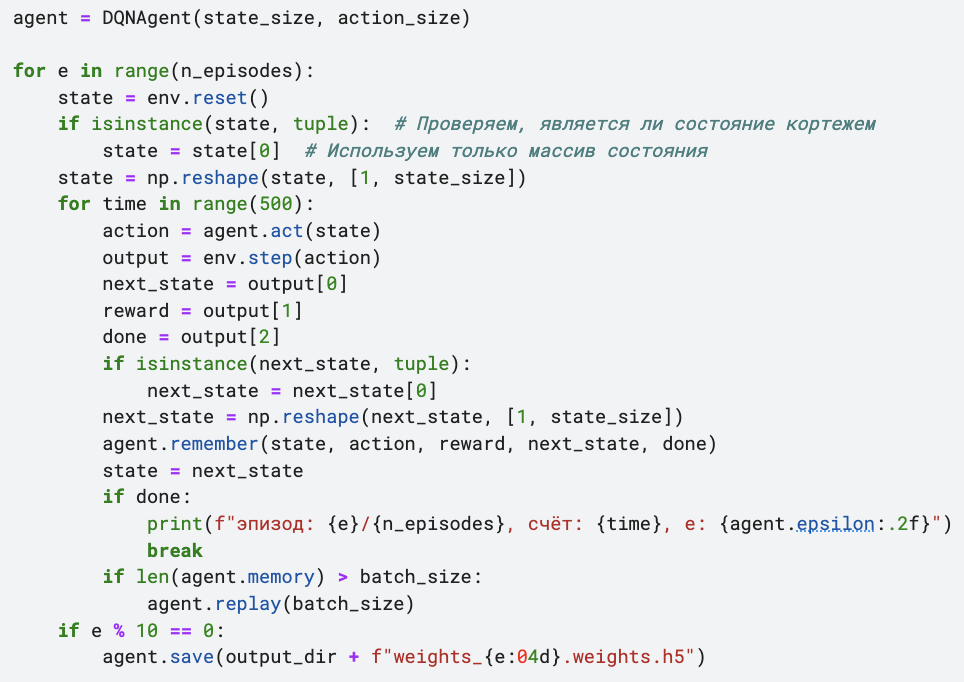 agent = DQNAgent(state_size, action_size)

for e in range(n_episodes):
    state = env.reset()
    if isinstance(state, tuple):  # Проверяем, является ли состояние кортежем
        state = state[0]  # Используем только массив состояния
    state = np.reshape(state, [1, state_size])
    for time in range(500):
        action = agent.act(state)
        output = env.step(action)
        next_state = output[0]
        reward = output[1]
        done = output[2]
        if isinstance(next_state, tuple):
            next_state = next_state[0]
        next_state = np.reshape(next_state, [1, state_size])
        agent.remember(state, action, reward, next_state, done)
        state = next_state
        if done:
            print(f"эпизод: {e}/{n_episodes}, счёт: {time}, e: {agent.epsilon:.2f}")
            break
        if len(agent.memory) > batch_size:
            agent.replay(batch_size)
    if e % 10 == 0:
        agent.save(output_dir + f"weights_{e:04d}.weights.h5")